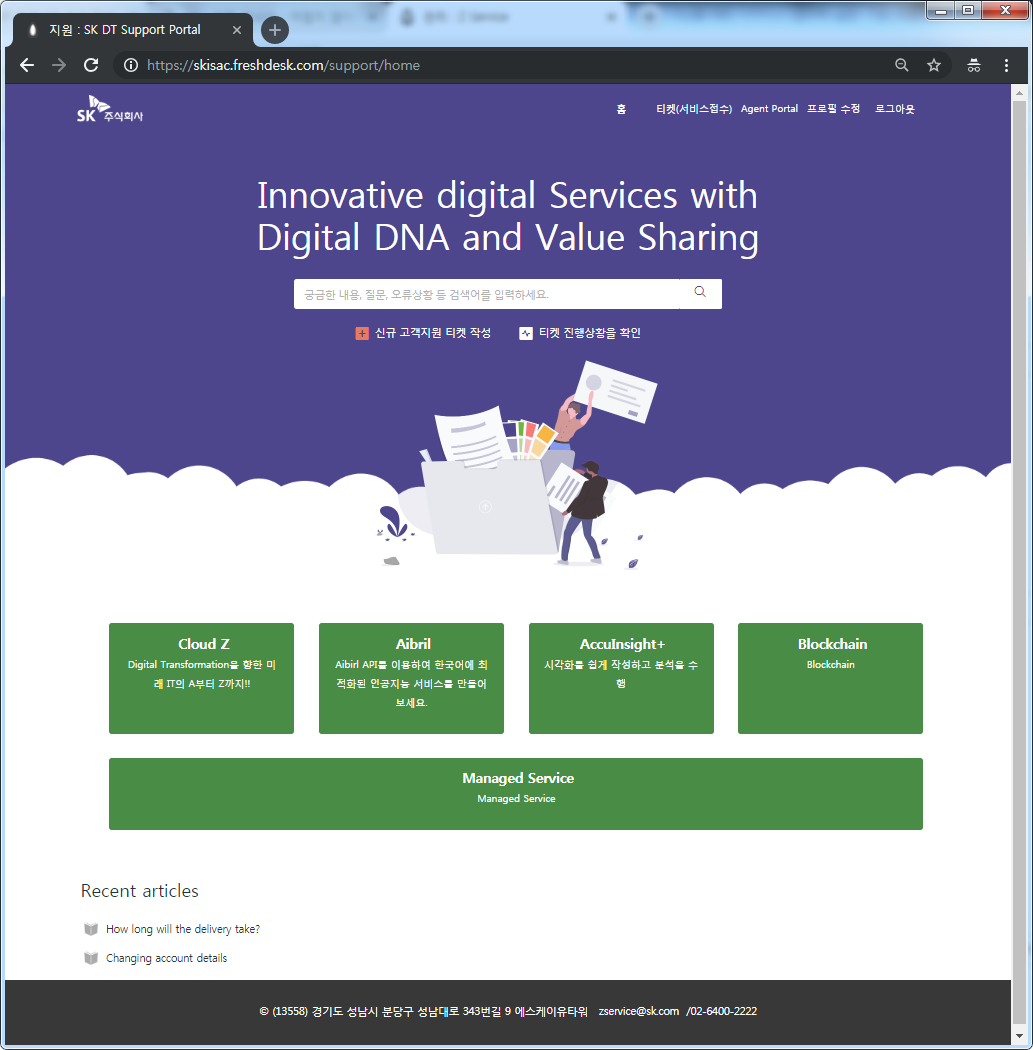 지원 : SK DT Support Portal
https://skisac.freshdesk.com/support/home
SK 주식회사
홈 티켓(서비스접수) Agent Portal 프로필 수정 로그아웃
Innovative digital Services with
Digital DNA and Value Sharing
궁금한 내용, 질문, 오류상황 등 검색어를 입력하세요.
신규 고객지원 티켓 작성 티켓 진행상황을 확인
Cloud Z
Digital Transformation을 향한 미
래 IT의 A부터 Z까지!!
Aibril
Aibirl API를 이용하여 한국어에 최
적화된 인공지능 서비스를 만들어
보세요.
AccuInsight+
시각화를 쉽게 작성하고 분석을 수
행
Blockchain
Blockchain
Managed Service
Managed Service
Recent articles
How long will the delivery take?
Changing account details
© (13558) 경기도 성남시 분당구 성남대로 343번길 9 에스케이유타워 zservice@sk.com /02-6400-2222